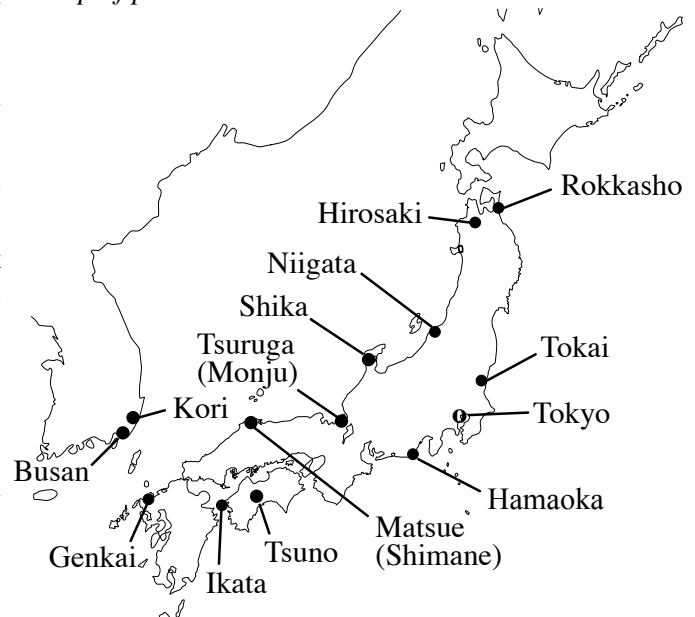 Rokkasho
Hirosaki
Niigata
Shika
Tsuruga
(Monju)
Tokai
Kori
Tokyo
Busan
Hamaoka
Matsue
(Shimane)
Genkai
Tsuno
Ikata